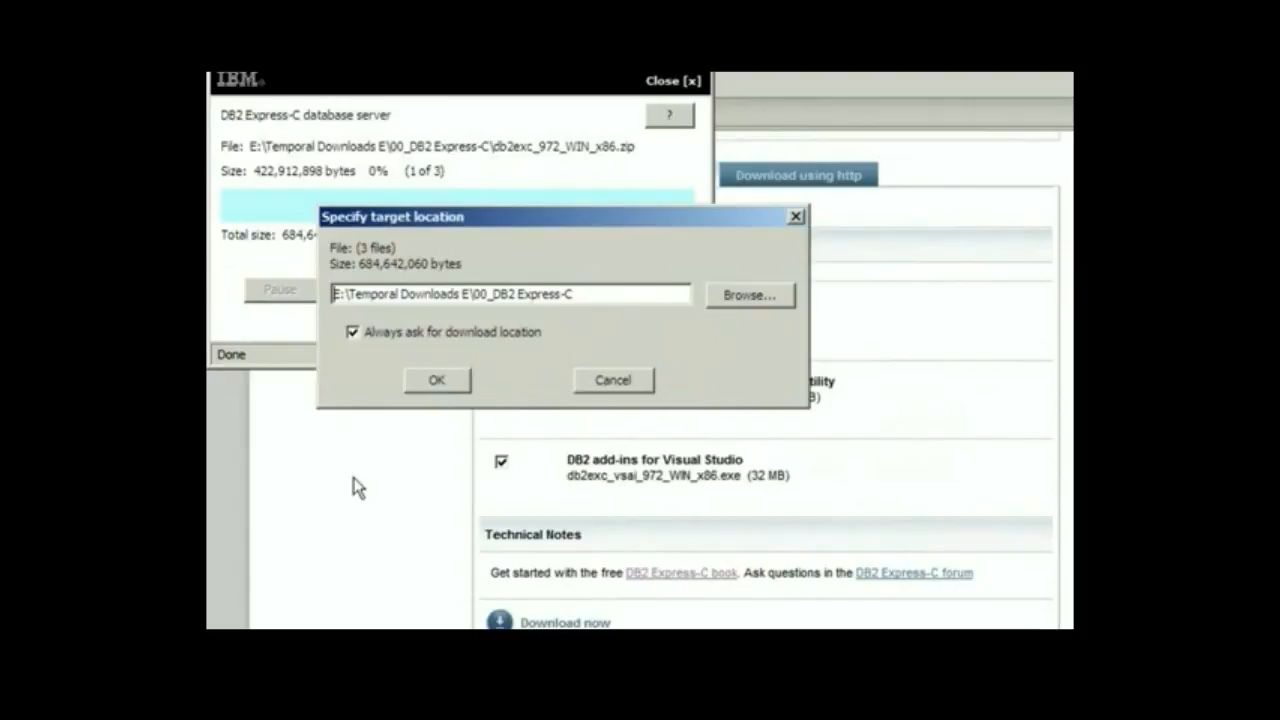 IBM
Close [x]
DB2 Express-C database server
?
File: E:\Temporal Downloads E\00_DB2 Express-C\db2exc_972_WIN_x86.zip
Size: 422,912,898 bytes 0% (1 of 3)
Download using http
Specify target location
Total size: 684,6
File: (3 files)
Size: 684,642,060 bytes
Pause
E:\Temporal Downloads E\00_DB2 Express-C
Browse...
Always ask for download location
Done
OK
Cancel
tility
B)
DB2 add-ins for Visual Studio
db2exc_vsai_972_WIN_x86.exe (32 MB)
Technical Notes
Get started with the free DB2 Express-C book. Ask questions in the DB2 Express-C forum
Download now